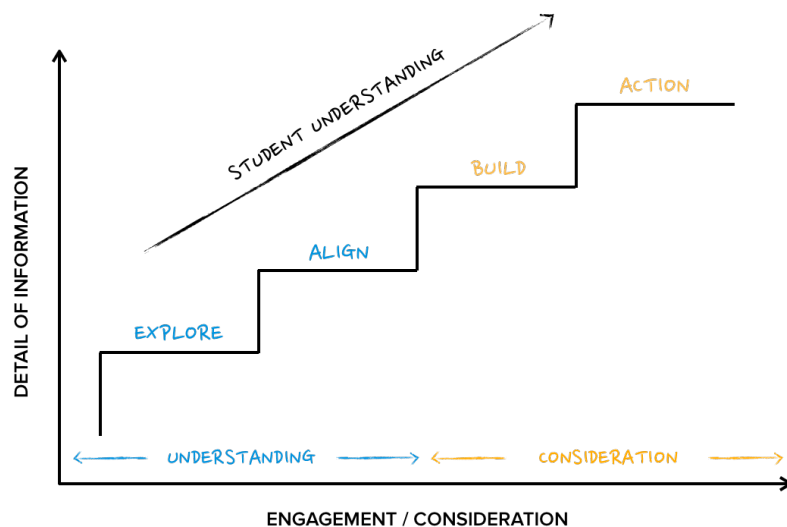 STUDENT UNDERSTANDING
ACTION
BUILD
ALIGN
EXPLORE
DETAIL OF INFORMATION
UNDERSTANDING
CONSIDERATION
ENGAGEMENT / CONSIDERATION